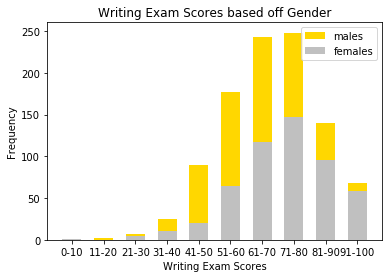 Writing Exam Scores based off Gender
males
females
Frequency
250
200
150
100
50
0
0-10 11-20 21-30 31-40 41-50 51-60 61-70 71-80 81-90 91-100
Writing Exam Scores